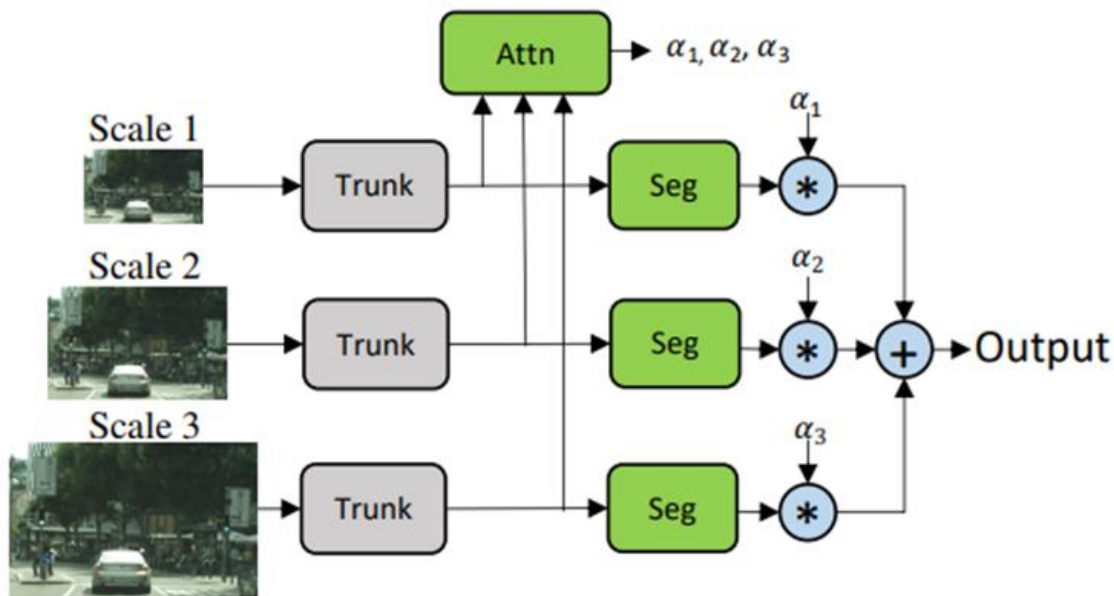 Attn
α₁, α₂, α₃
Scale 1
α₁
Trunk
Seg
*
Scale 2
α₂
Trunk
Seg
*
+
Output
Scale 3
α₃
Trunk
Seg
*